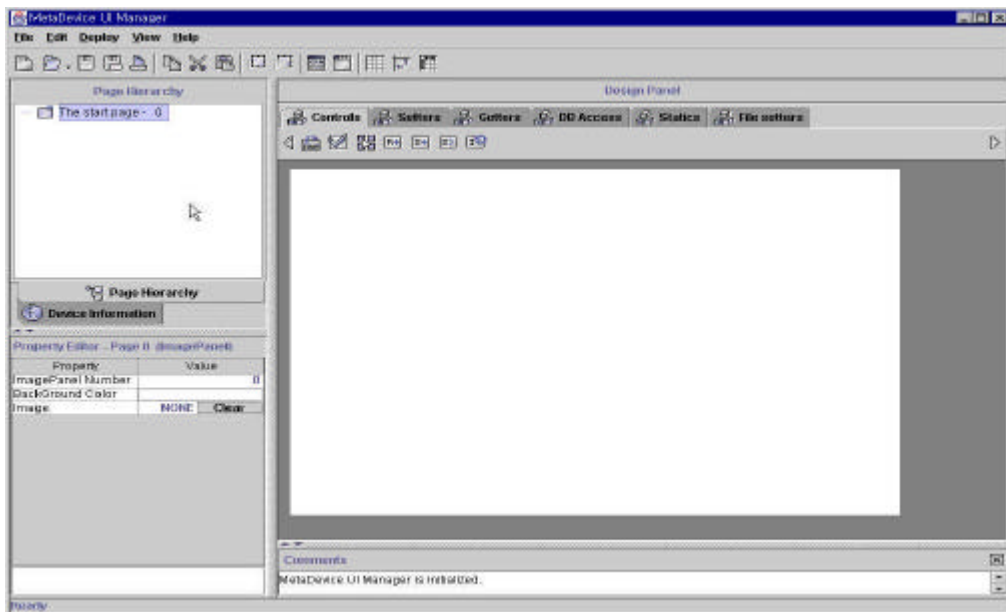 MetaDevice UI Manager
File Edit Deploy View Help
Page Hierarchy
The start page - 0
Page Hierarchy
Device Information
Property Editor - Page 0 (ImagePanel)
Property Value
ImagePanel Number 0
BackGround Color
Image NONE Clear
Design Panel
Controls Setters Getters DD Access Statics File setters
Comments
MetaDevice UI Manager is initialized.
Ready